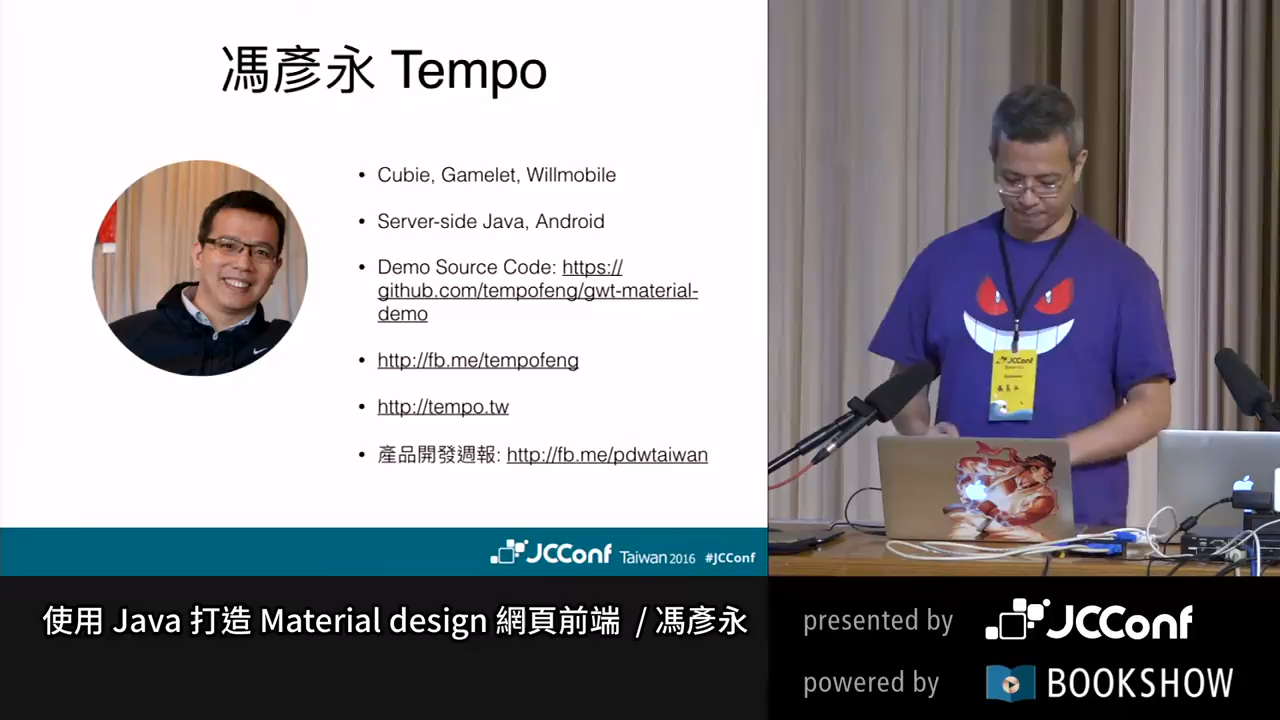 馮彥永 Tempo
• Cubie, Gamelet, Willmobile
• Server-side Java, Android
• Demo Source Code: https://
github.com/tempofeng/gwt-material-
demo
• http://fb.me/tempofeng
• http://tempo.tw
• 產品開發週報: http://fb.me/pdwtaiwan
JCConf Taiwan 2016 #JCConf
JCConf
使用 Java 打造 Material design 網頁前端 / 馮彥永
presented by JCConf
powered by BOOKSHOW